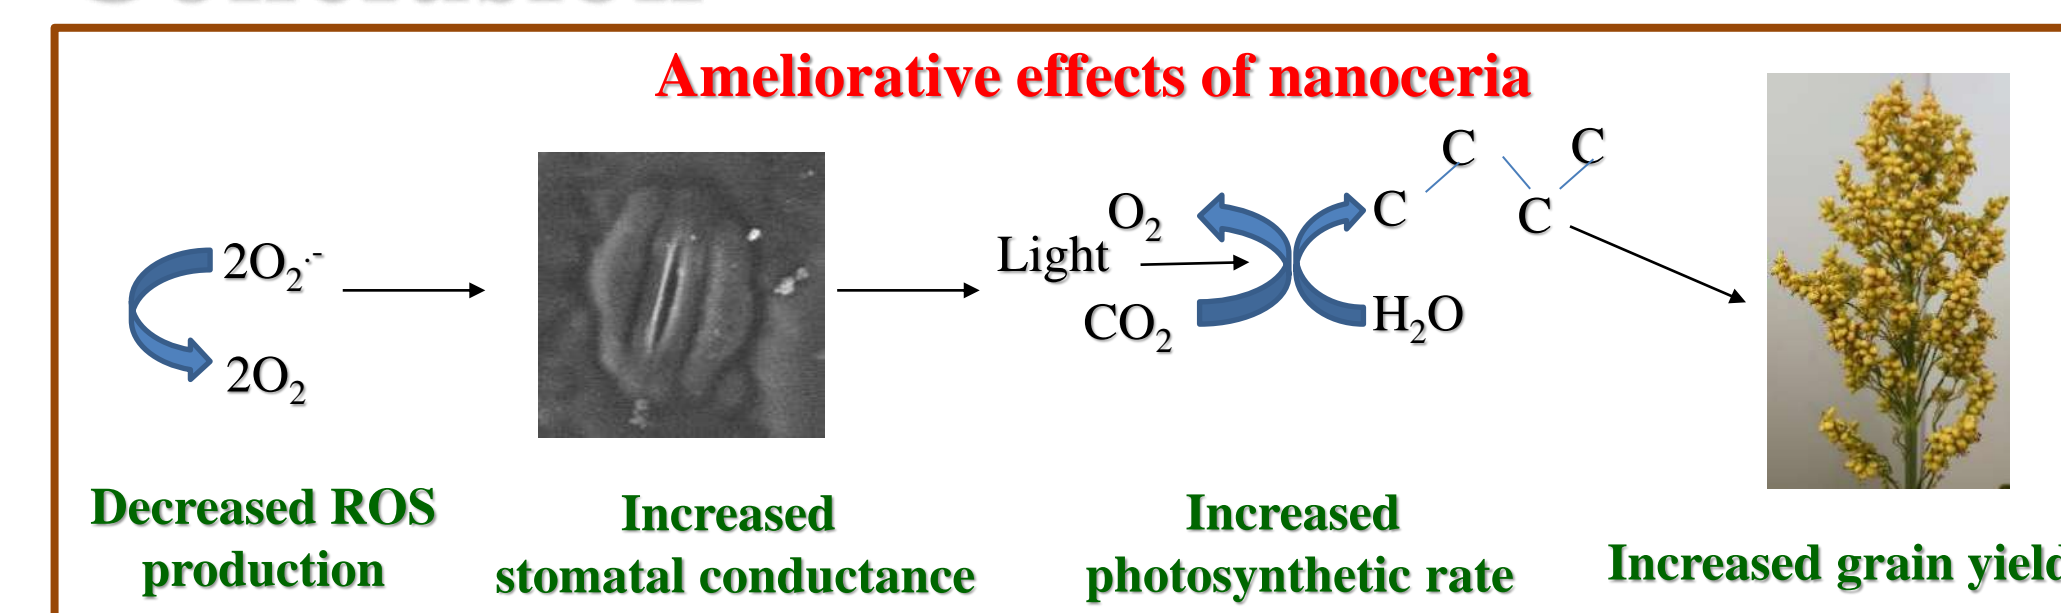 Conclusion
Ameliorative effects of nanoceria
C C
C C
O₂
Light
CO₂ H₂O
2O₂·-
2O₂
Decreased ROS
production
Increased
stomatal conductance
Increased
photosynthetic rate
Increased grain yield